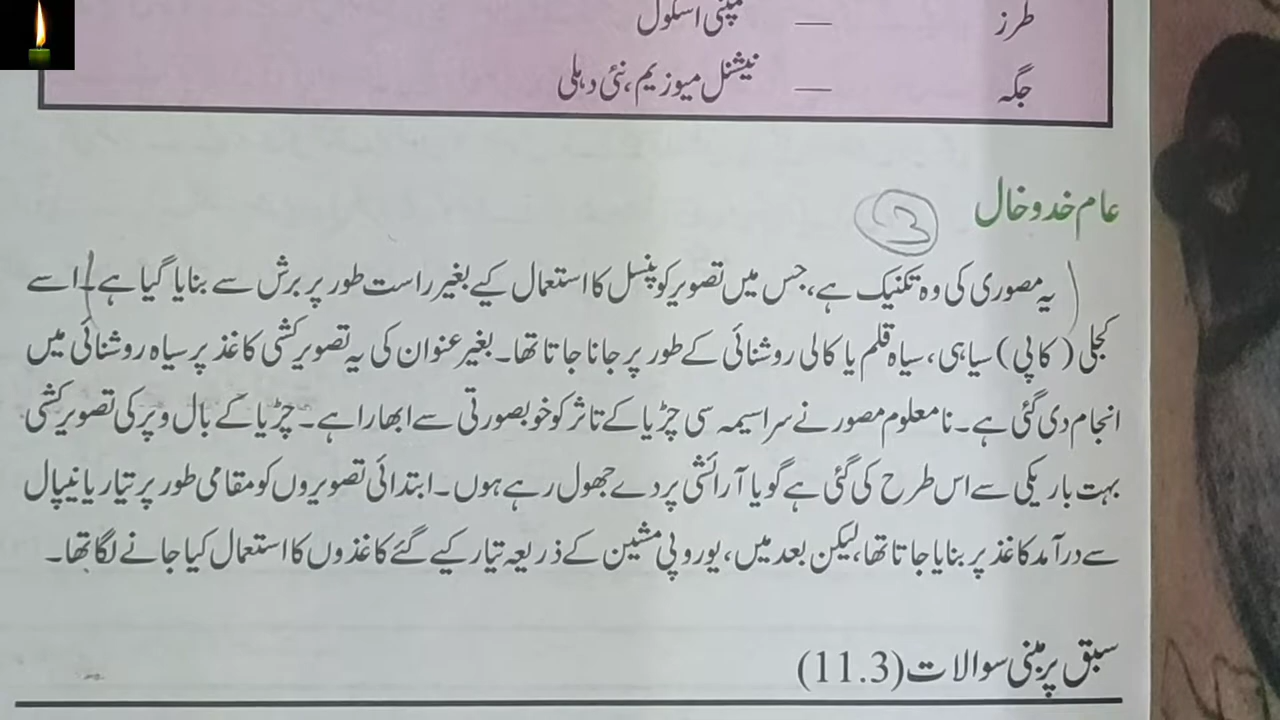 طرز — کمپنی اسکول
جگہ — نیشنل میوزیم، نئی دہلی
عام خدوخال
3
یہ مصوری کی وہ تکنیک ہے، جس میں تصویر کو پنسل کا استعمال کیے بغیر راست طور پر برش سے بنایا گیا ہے۔ اسے
کجلی (کاپی) سیاہی، سیاہ قلم یا کالی روشنائی کے طور پر جانا جاتا تھا۔ بغیر عنوان کی یہ تصویر کشی کاغذ پر سیاہ روشنائی میں
انجام دی گئی ہے۔ نامعلوم مصور نے سراسیمہ سی چڑیا کے تاثر کو خوبصورتی سے ابھارا ہے۔ چڑیا کے بال و پر کی تصویر کشی
بہت باریکی سے اس طرح کی گئی ہے گویا آرائشی پردے جھول رہے ہوں۔ ابتدائی تصویروں کو مقامی طور پر تیار یا نیپال
سے درآمد کاغذ پر بنایا جاتا تھا، لیکن بعد میں، یوروپی مشین کے ذریعہ تیار کیے گئے کاغذوں کا استعمال کیا جانے لگا تھا۔
سبق پر مبنی سوالات (11.3)